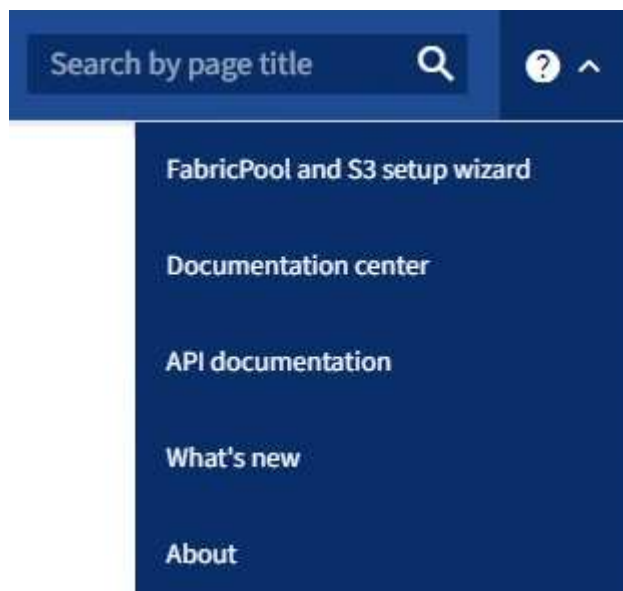 Search by page title
FabricPool and S3 setup wizard
Documentation center
API documentation
What's new
About